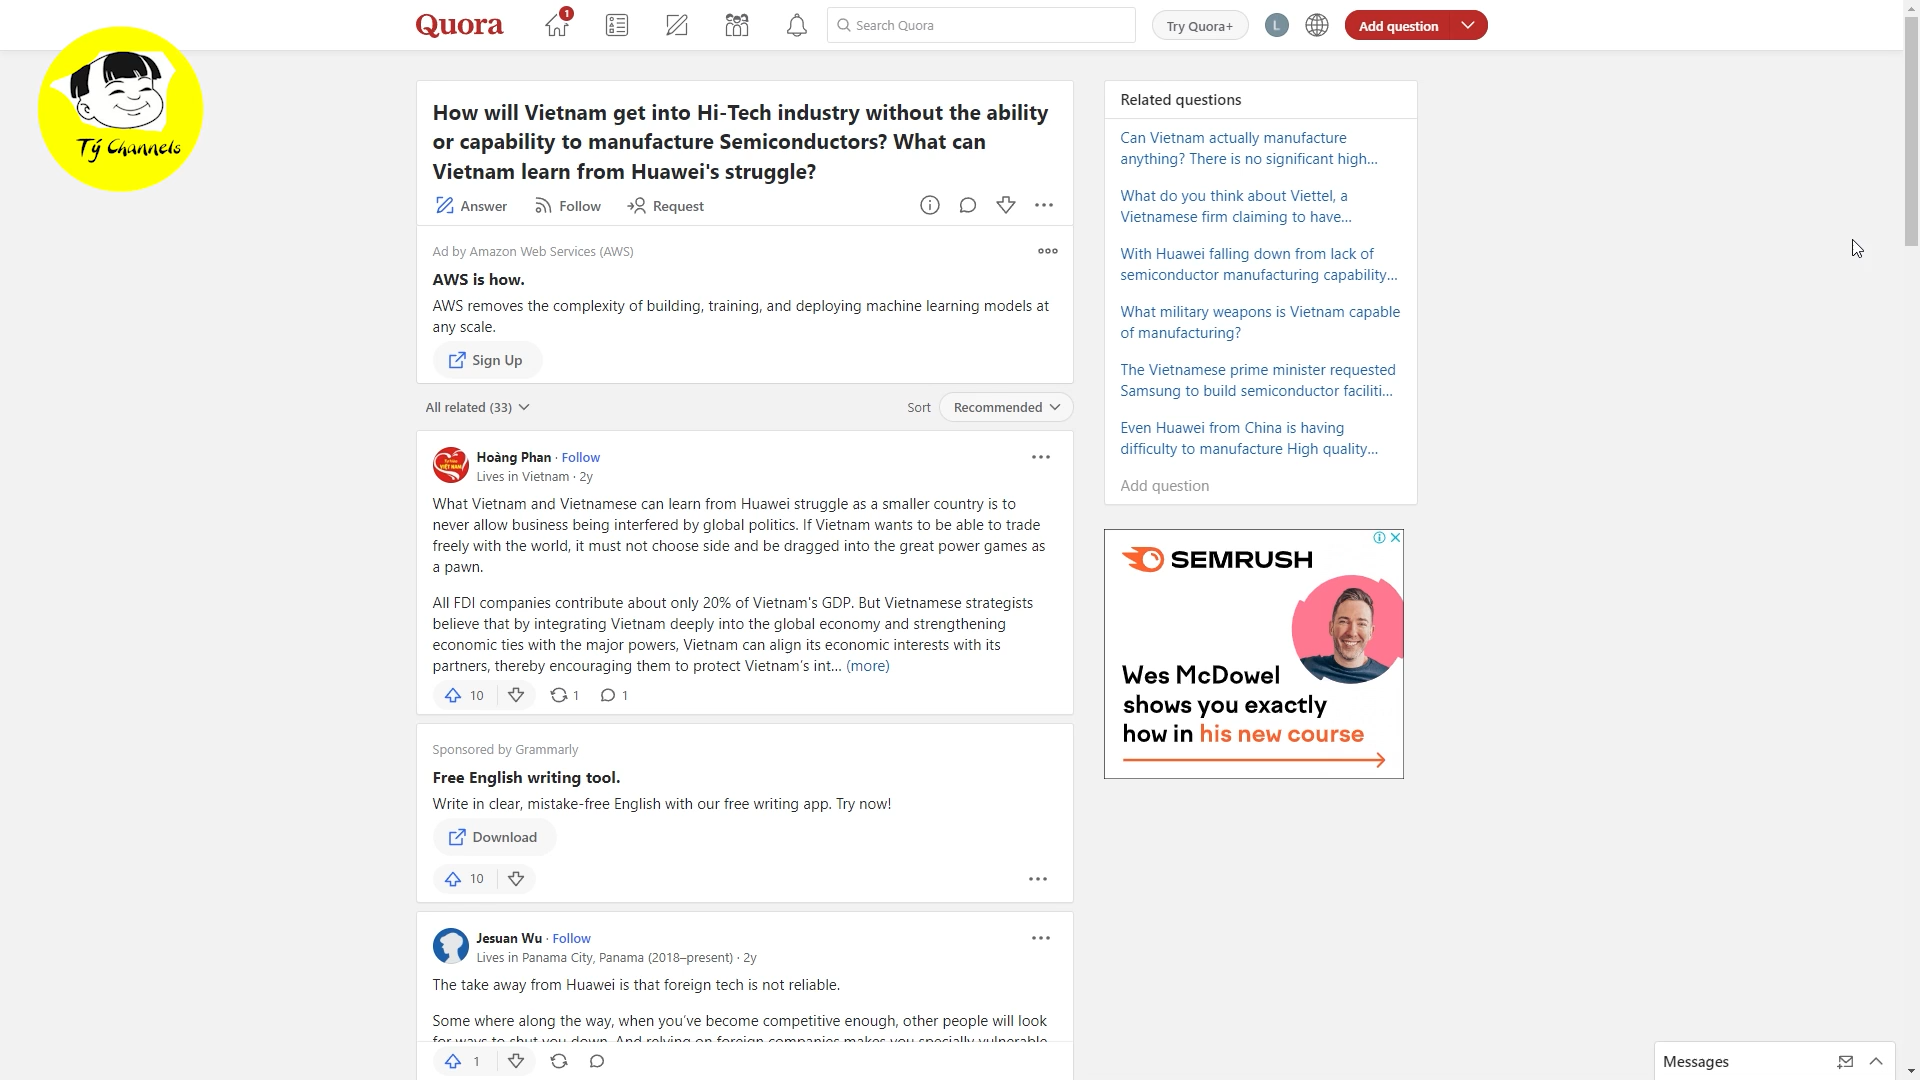 Quora
1
Search Quora
Try Quora+
L
Add question
Tý Channels
How will Vietnam get into Hi-Tech industry without the ability
or capability to manufacture Semiconductors? What can
Vietnam learn from Huawei's struggle?
Answer
Follow
Request
Ad by Amazon Web Services (AWS)
AWS is how.
AWS removes the complexity of building, training, and deploying machine learning models at
any scale.
Sign Up
All related (33)
Sort
Recommended
Hoàng Phan · Follow
Lives in Vietnam · 2y
What Vietnam and Vietnamese can learn from Huawei struggle as a smaller country is to
never allow business being interfered by global politics. If Vietnam wants to be able to trade
freely with the world, it must not choose side and be dragged into the great power games as
a pawn.
All FDI companies contribute about only 20% of Vietnam's GDP. But Vietnamese strategists
believe that by integrating Vietnam deeply into the global economy and strengthening
economic ties with the major powers, Vietnam can align its economic interests with its
partners, thereby encouraging them to protect Vietnam's int... (more)
10
1
1
Sponsored by Grammarly
Free English writing tool.
Write in clear, mistake-free English with our free writing app. Try now!
Download
10
Jesuan Wu · Follow
Lives in Panama City, Panama (2018–present) · 2y
The take away from Huawei is that foreign tech is not reliable.
Some where along the way, when you've become competitive enough, other people will look
for ways to shut you down. And relying on foreign companies makes you specially vulnerable
1
Related questions
Can Vietnam actually manufacture
anything? There is no significant high...
What do you think about Viettel, a
Vietnamese firm claiming to have...
With Huawei falling down from lack of
semiconductor manufacturing capability...
What military weapons is Vietnam capable
of manufacturing?
The Vietnamese prime minister requested
Samsung to build semiconductor faciliti...
Even Huawei from China is having
difficulty to manufacture High quality...
Add question
SEMRUSH
Wes McDowel
shows you exactly
how in his new course
Messages